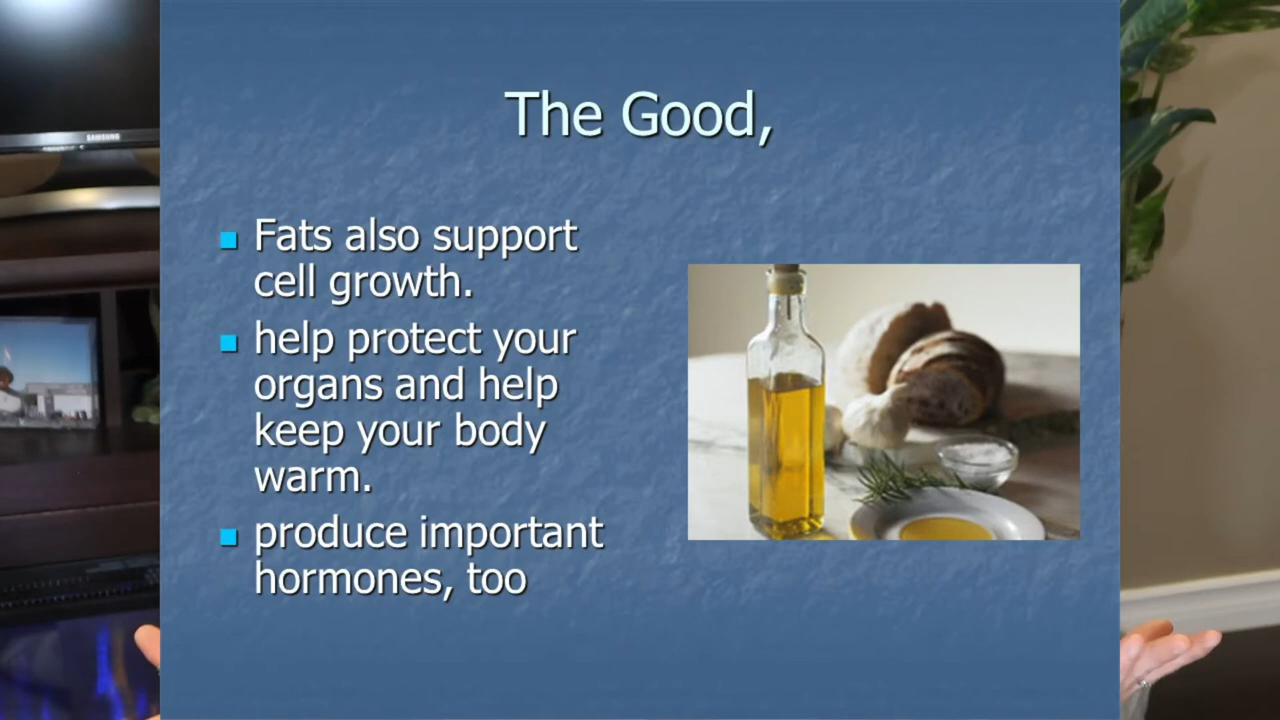 SAMSUNG
The Good,
Fats also support
cell growth.
help protect your
organs and help
keep your body
warm.
produce important
hormones, too